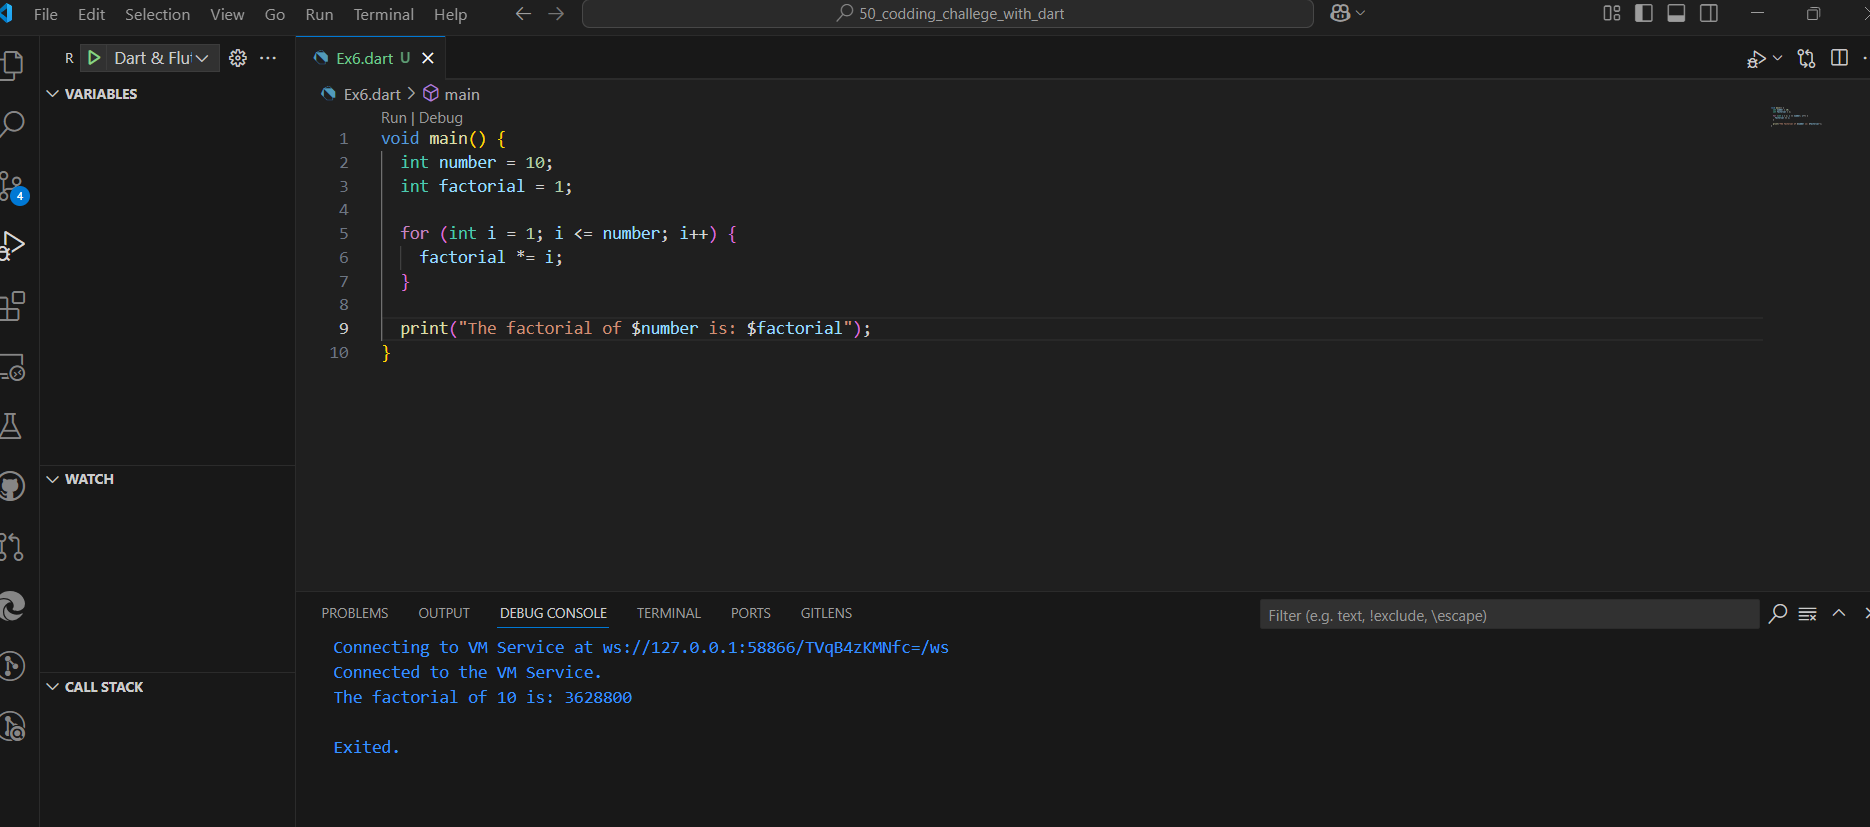 File Edit Selection View Go Run Terminal Help
50_codding_challege_with_dart
R Dart & Flut
Ex6.dart U
VARIABLES
Ex6.dart > main
Run | Debug
1 void main() {
2 int number = 10;
3 int factorial = 1;
4
5 for (int i = 1; i <= number; i++) {
6 factorial *= i;
7 }
8
9 print("The factorial of $number is: $factorial");
10 }
4
WATCH
CALL STACK
PROBLEMS OUTPUT DEBUG CONSOLE TERMINAL PORTS GITLENS
Filter (e.g. text, !exclude, \escape)
Connecting to VM Service at ws://127.0.0.1:58866/TVqB4zKMNfc=/ws
Connected to the VM Service.
The factorial of 10 is: 3628800
Exited.